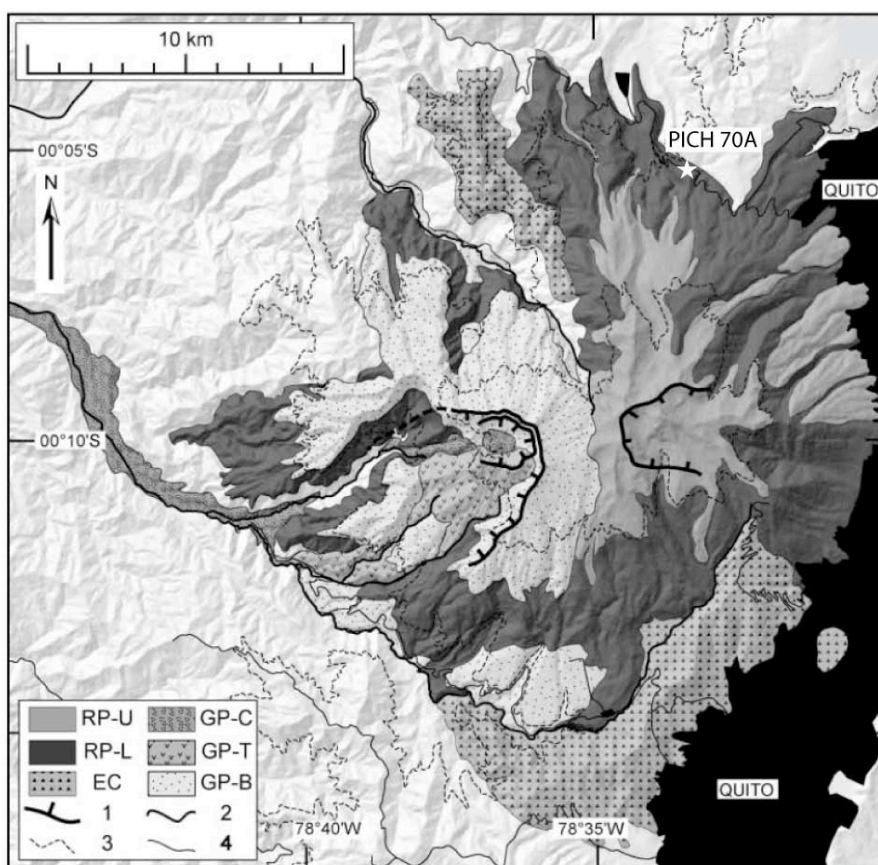 10 km
PICH 70A
00°05'S
N
QUITO
00°10'S
RP-U GP-C
RP-L GP-T
EC GP-B
1 2
3 4
78°40'W
78°35'W
QUITO